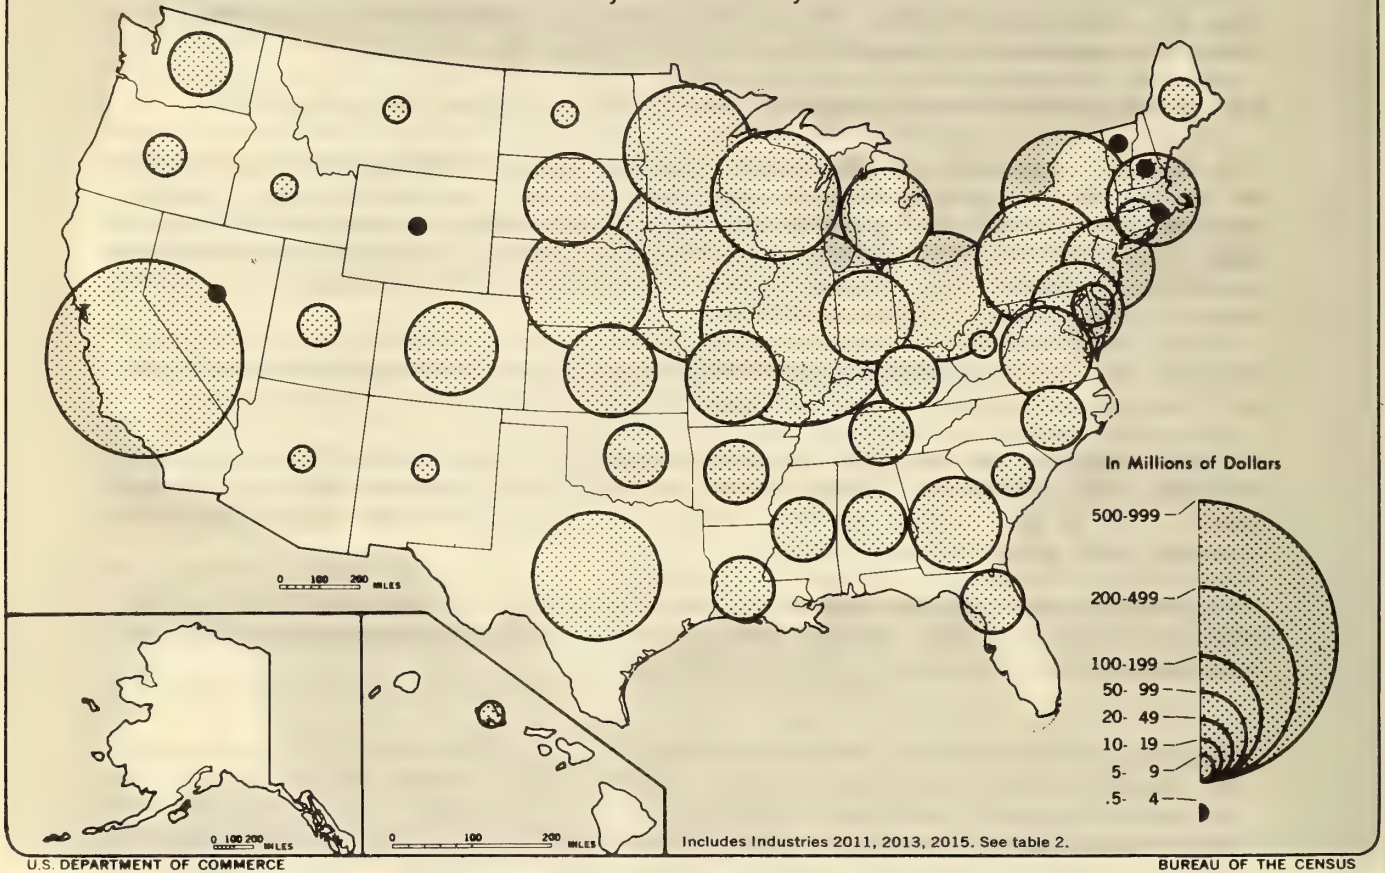 In Millions of Dollars
500-999
200-499
100-199
50- 99
20- 49
10- 19
5- 9
.5- 4
0 100 200 MILES
0 100 200 MILES
0 100 200 MILES
Includes Industries 2011, 2013, 2015. See table 2.
U.S. DEPARTMENT OF COMMERCE
BUREAU OF THE CENSUS